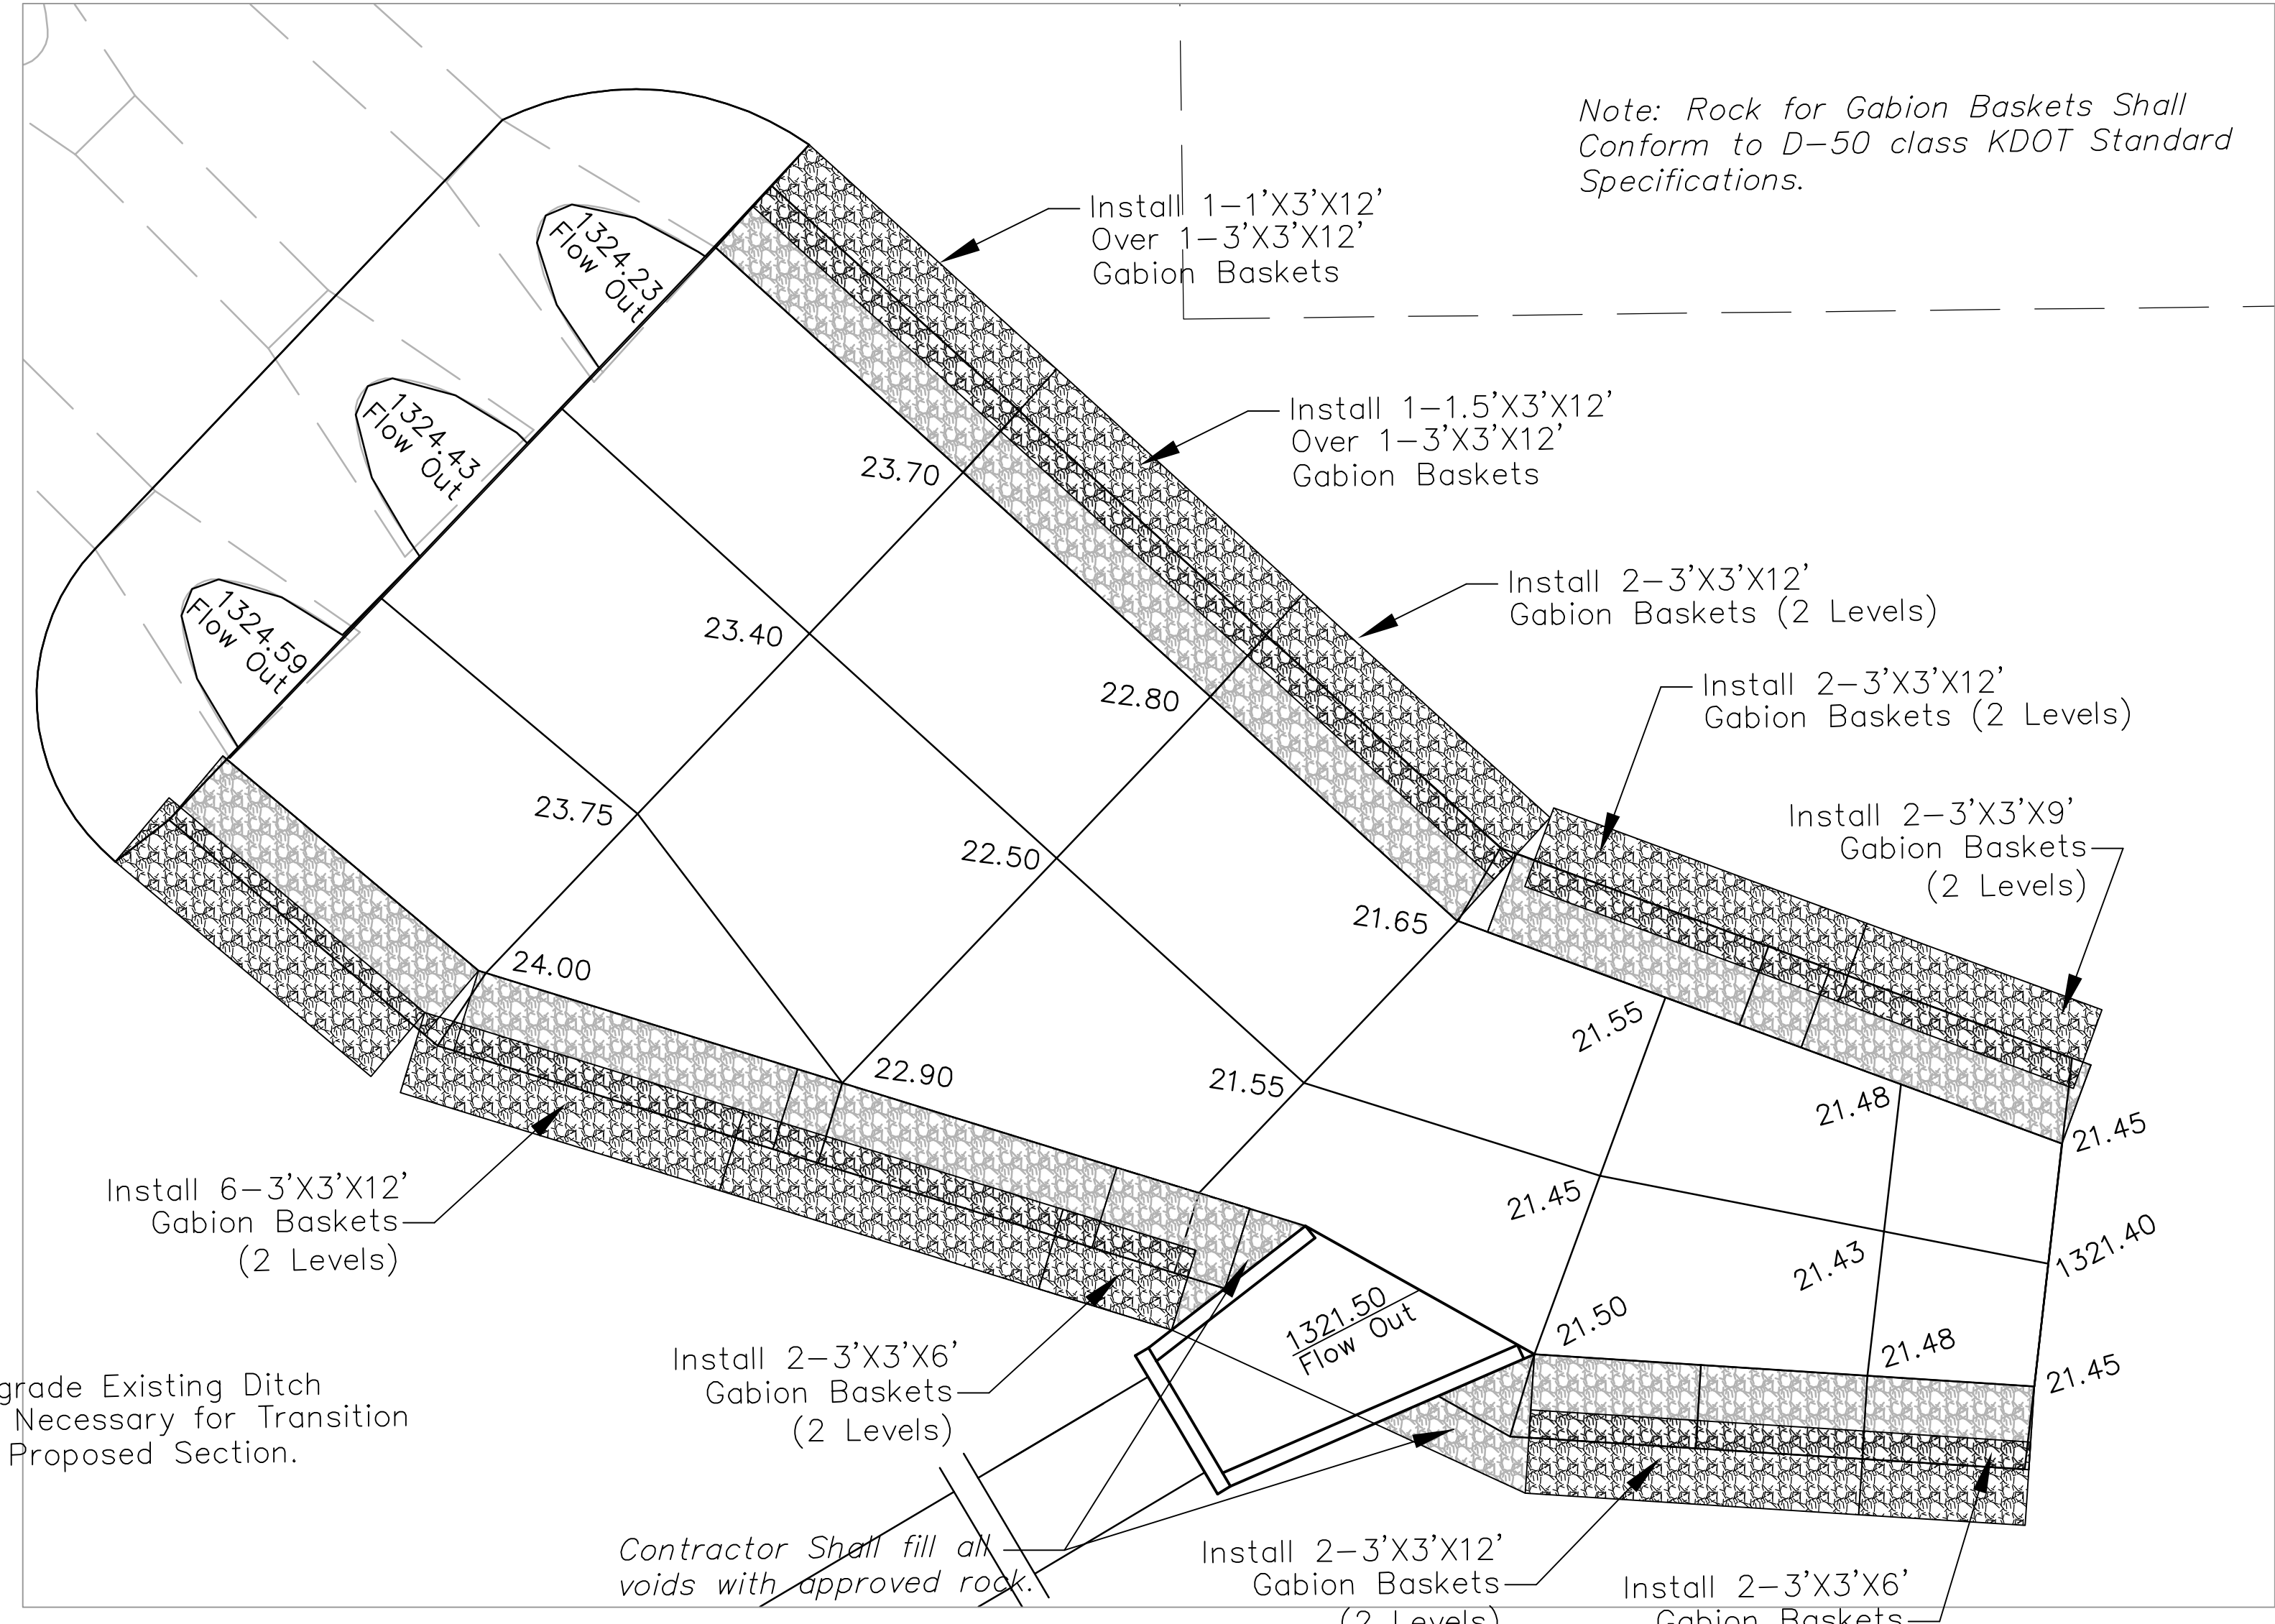 Note: Rock for Gabion Baskets Shall
Conform to D-50 class KDOT Standard
Specifications.
Install 1-1'X3'X12'
Over 1-3'X3'X12'
Gabion Baskets
1324.23
Flow Out
Install 1-1.5'X3'X12'
Over 1-3'X3'X12'
Gabion Baskets
1324.43
Flow Out
23.70
Install 2-3'X3'X12'
Gabion Baskets (2 Levels)
1324.59
Flow Out
23.40
22.80
Install 2-3'X3'X12'
Gabion Baskets (2 Levels)
23.75
22.50
Install 2-3'X3'X9'
Gabion Baskets
(2 Levels)
21.65
24.00
21.55
22.90
21.55
21.48
21.45
Install 6-3'X3'X12'
Gabion Baskets
(2 Levels)
21.45
21.43
1321.40
1321.50
Flow Out
21.50
21.48
21.45
Install 2-3'X3'X6'
Gabion Baskets
(2 Levels)
grade Existing Ditch
Necessary for Transition
Proposed Section.
Contractor Shall fill all
voids with approved rock.
Install 2-3'X3'X12'
Gabion Baskets
(2 Levels)
Install 2-3'X3'X6'
Gabion Baskets